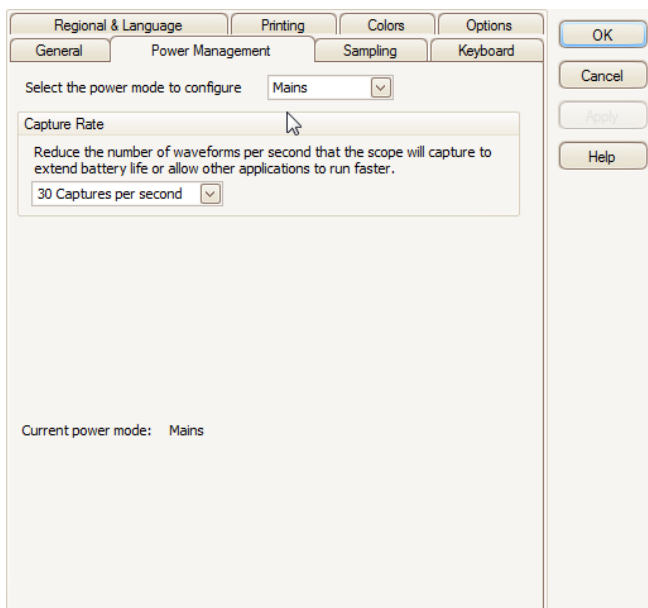 Regional & Language Printing Colors Options
General Power Management Sampling Keyboard
Select the power mode to configure Mains
Capture Rate
Reduce the number of waveforms per second that the scope will capture to
extend battery life or allow other applications to run faster.
30 Captures per second
Current power mode: Mains
OK
Cancel
Apply
Help